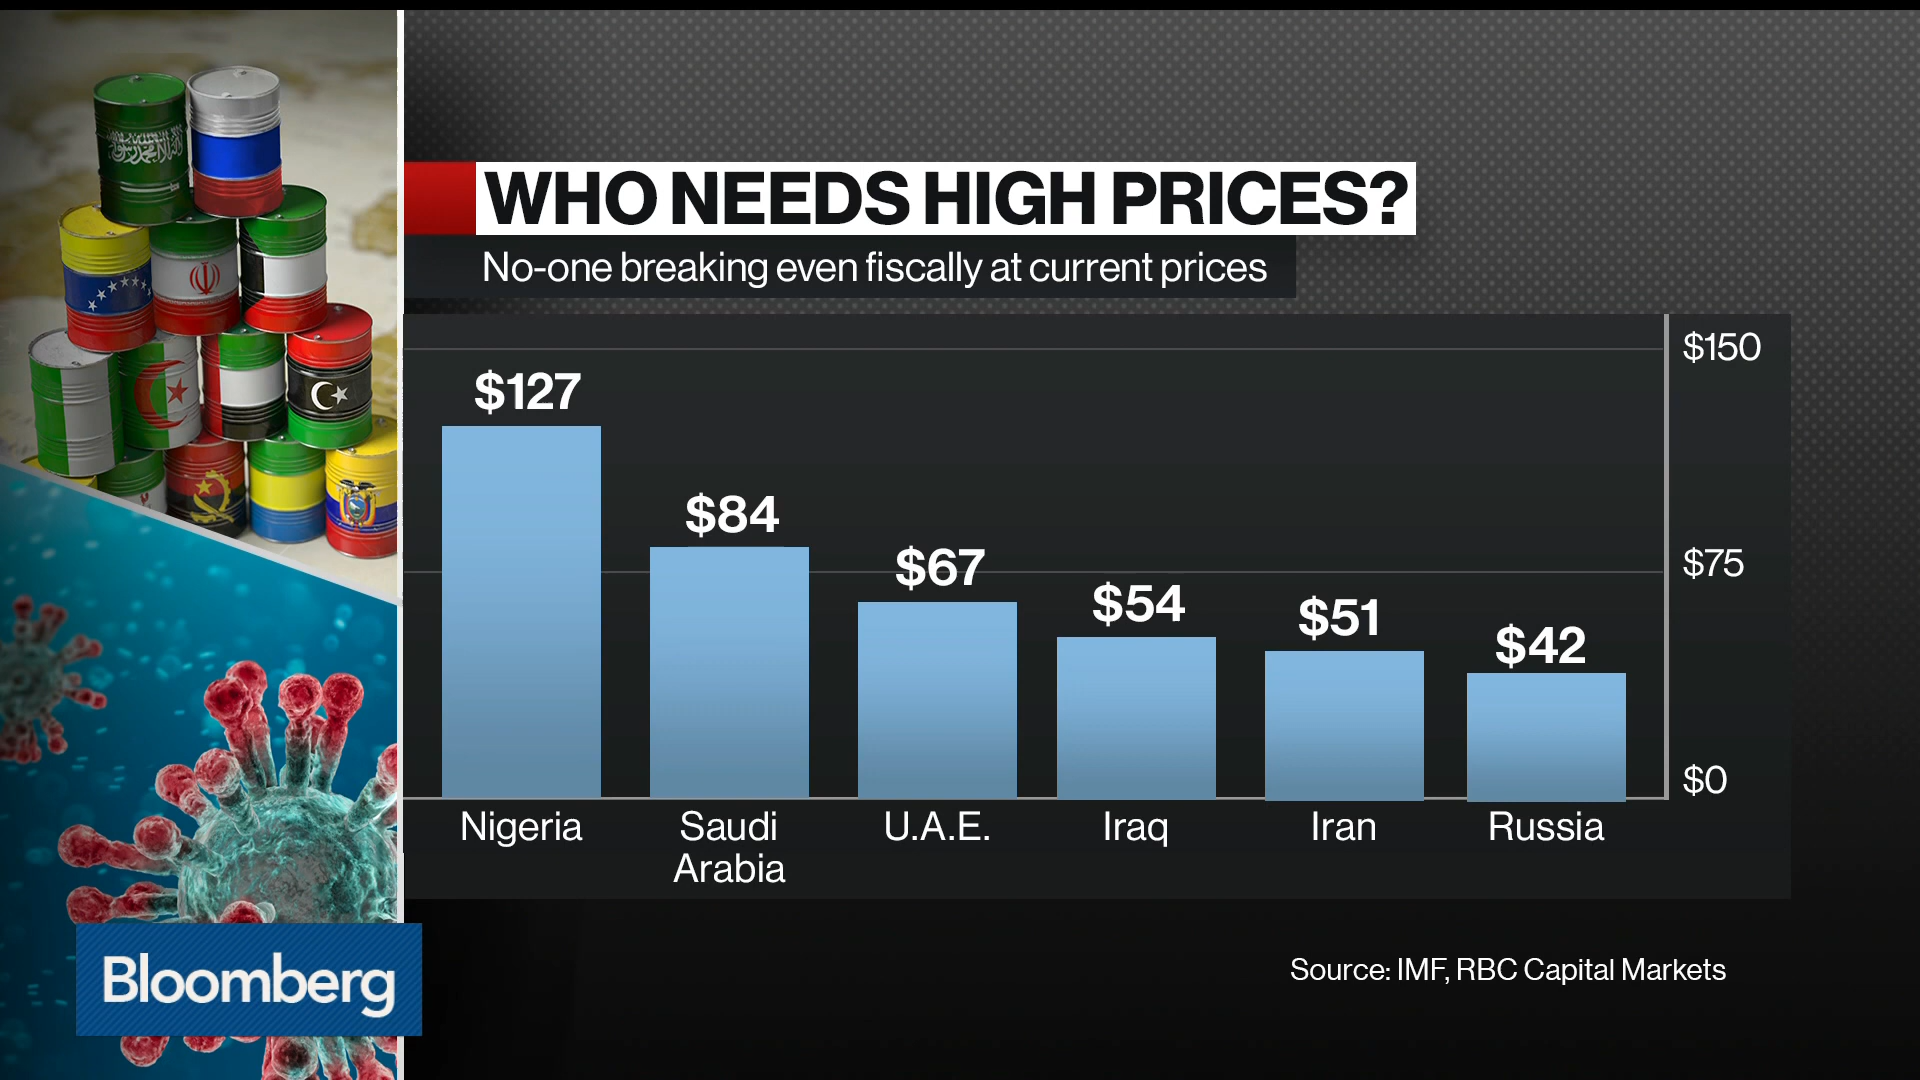 WHO NEEDS HIGH PRICES?
No-one breaking even fiscally at current prices
$150
$75
$0
$127
$84
$67
$54
$51
$42
Nigeria
Saudi
Arabia
U.A.E.
Iraq
Iran
Russia
Source: IMF, RBC Capital Markets
Bloomberg